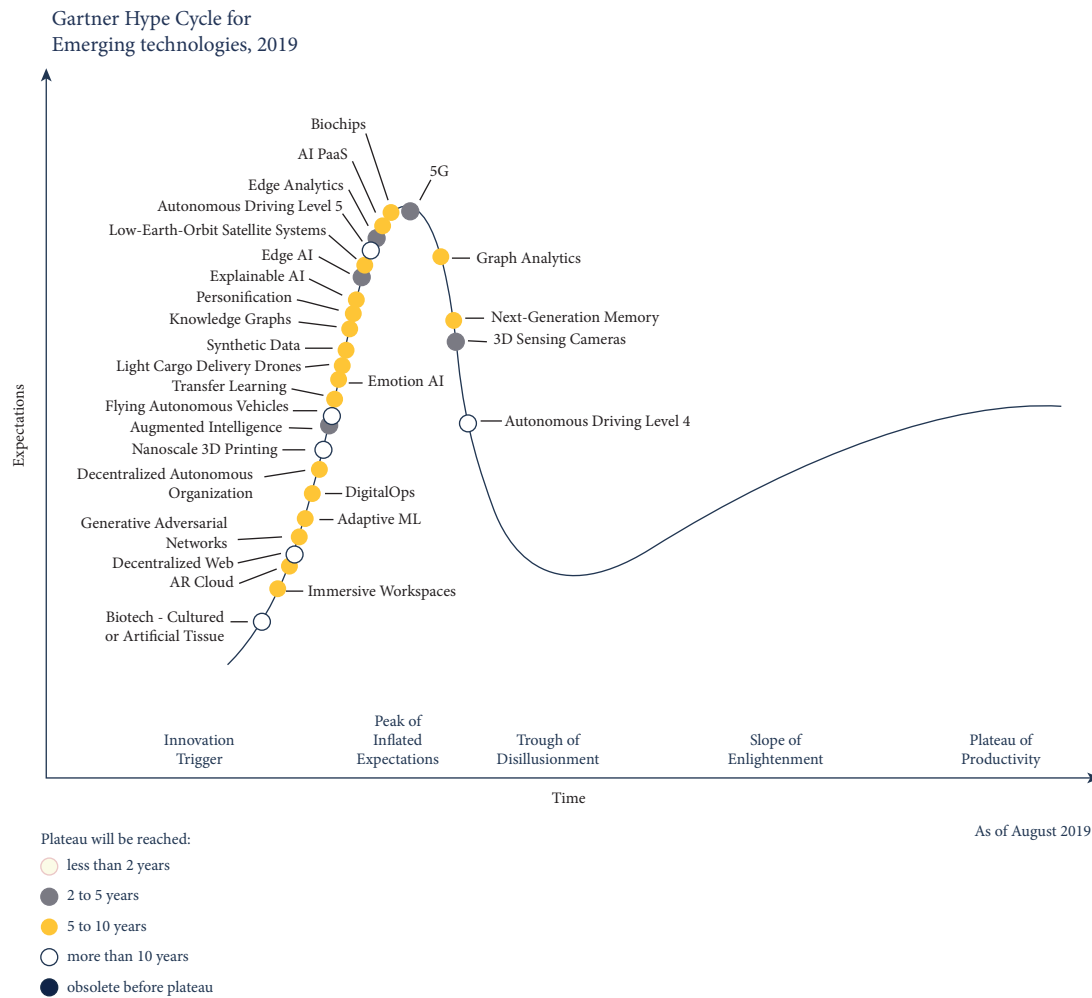 Gartner Hype Cycle for
Emerging technologies, 2019
Expectations
Biochips
AI PaaS
5G
Edge Analytics
Autonomous Driving Level 5
Low-Earth-Orbit Satellite Systems
Edge AI
Graph Analytics
Explainable AI
Personification
Knowledge Graphs
Next-Generation Memory
3D Sensing Cameras
Synthetic Data
Light Cargo Delivery Drones
Emotion AI
Transfer Learning
Flying Autonomous Vehicles
Autonomous Driving Level 4
Augmented Intelligence
Nanoscale 3D Printing
Decentralized Autonomous
Organization
DigitalOps
Adaptive ML
Generative Adversarial
Networks
Decentralized Web
AR Cloud
Immersive Workspaces
Biotech - Cultured
or Artificial Tissue
Innovation
Trigger
Peak of
Inflated
Expectations
Trough of
Disillusionment
Slope of
Enlightenment
Plateau of
Productivity
Time
As of August 2019
Plateau will be reached:
less than 2 years
2 to 5 years
5 to 10 years
more than 10 years
obsolete before plateau